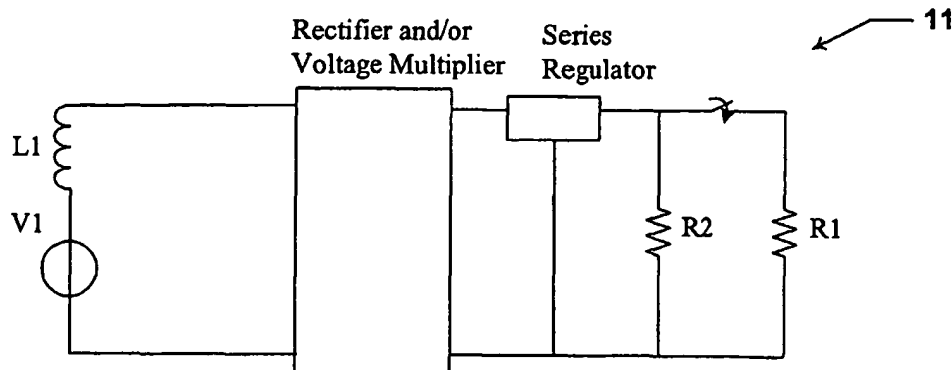 Rectifier and/or
Voltage Multiplier
Series
Regulator
11
L1
V1
R2
R1